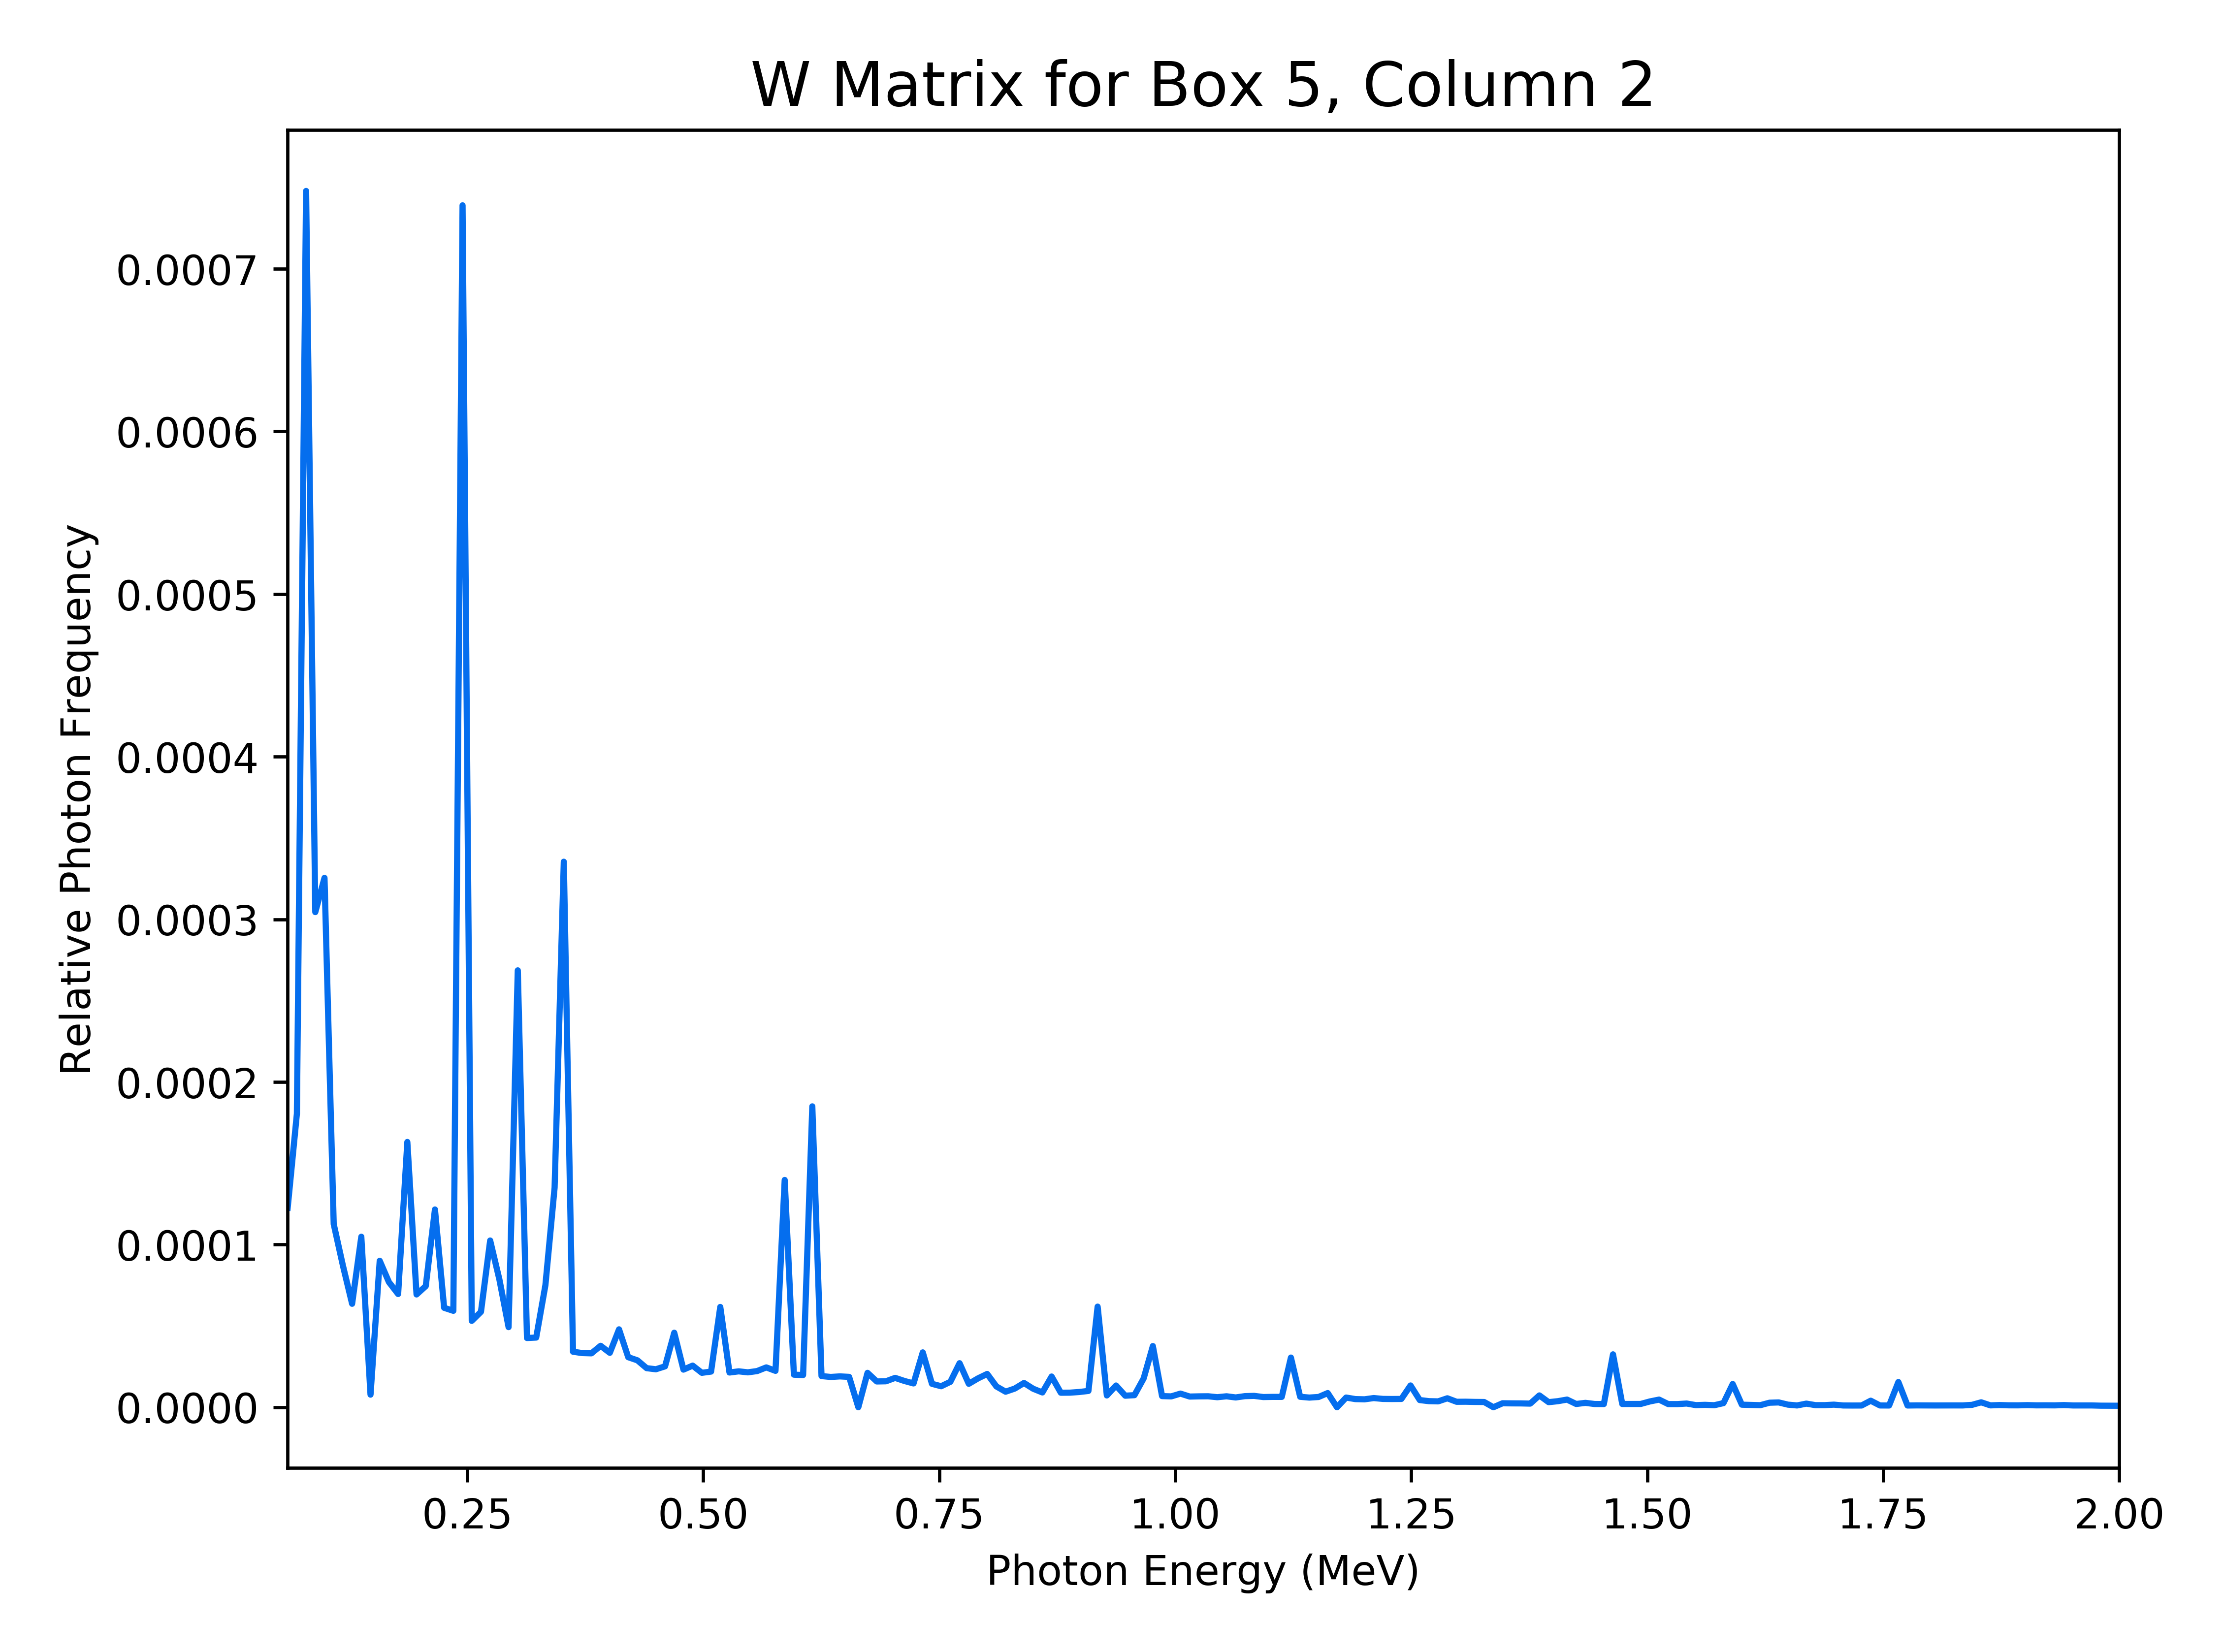 W Matrix for Box 5, Column 2
Relative Photon Frequency
0.0007
0.0006
0.0005
0.0004
0.0003
0.0002
0.0001
0.0000
0.25 0.50 0.75 1.00 1.25 1.50 1.75 2.00
Photon Energy (MeV)